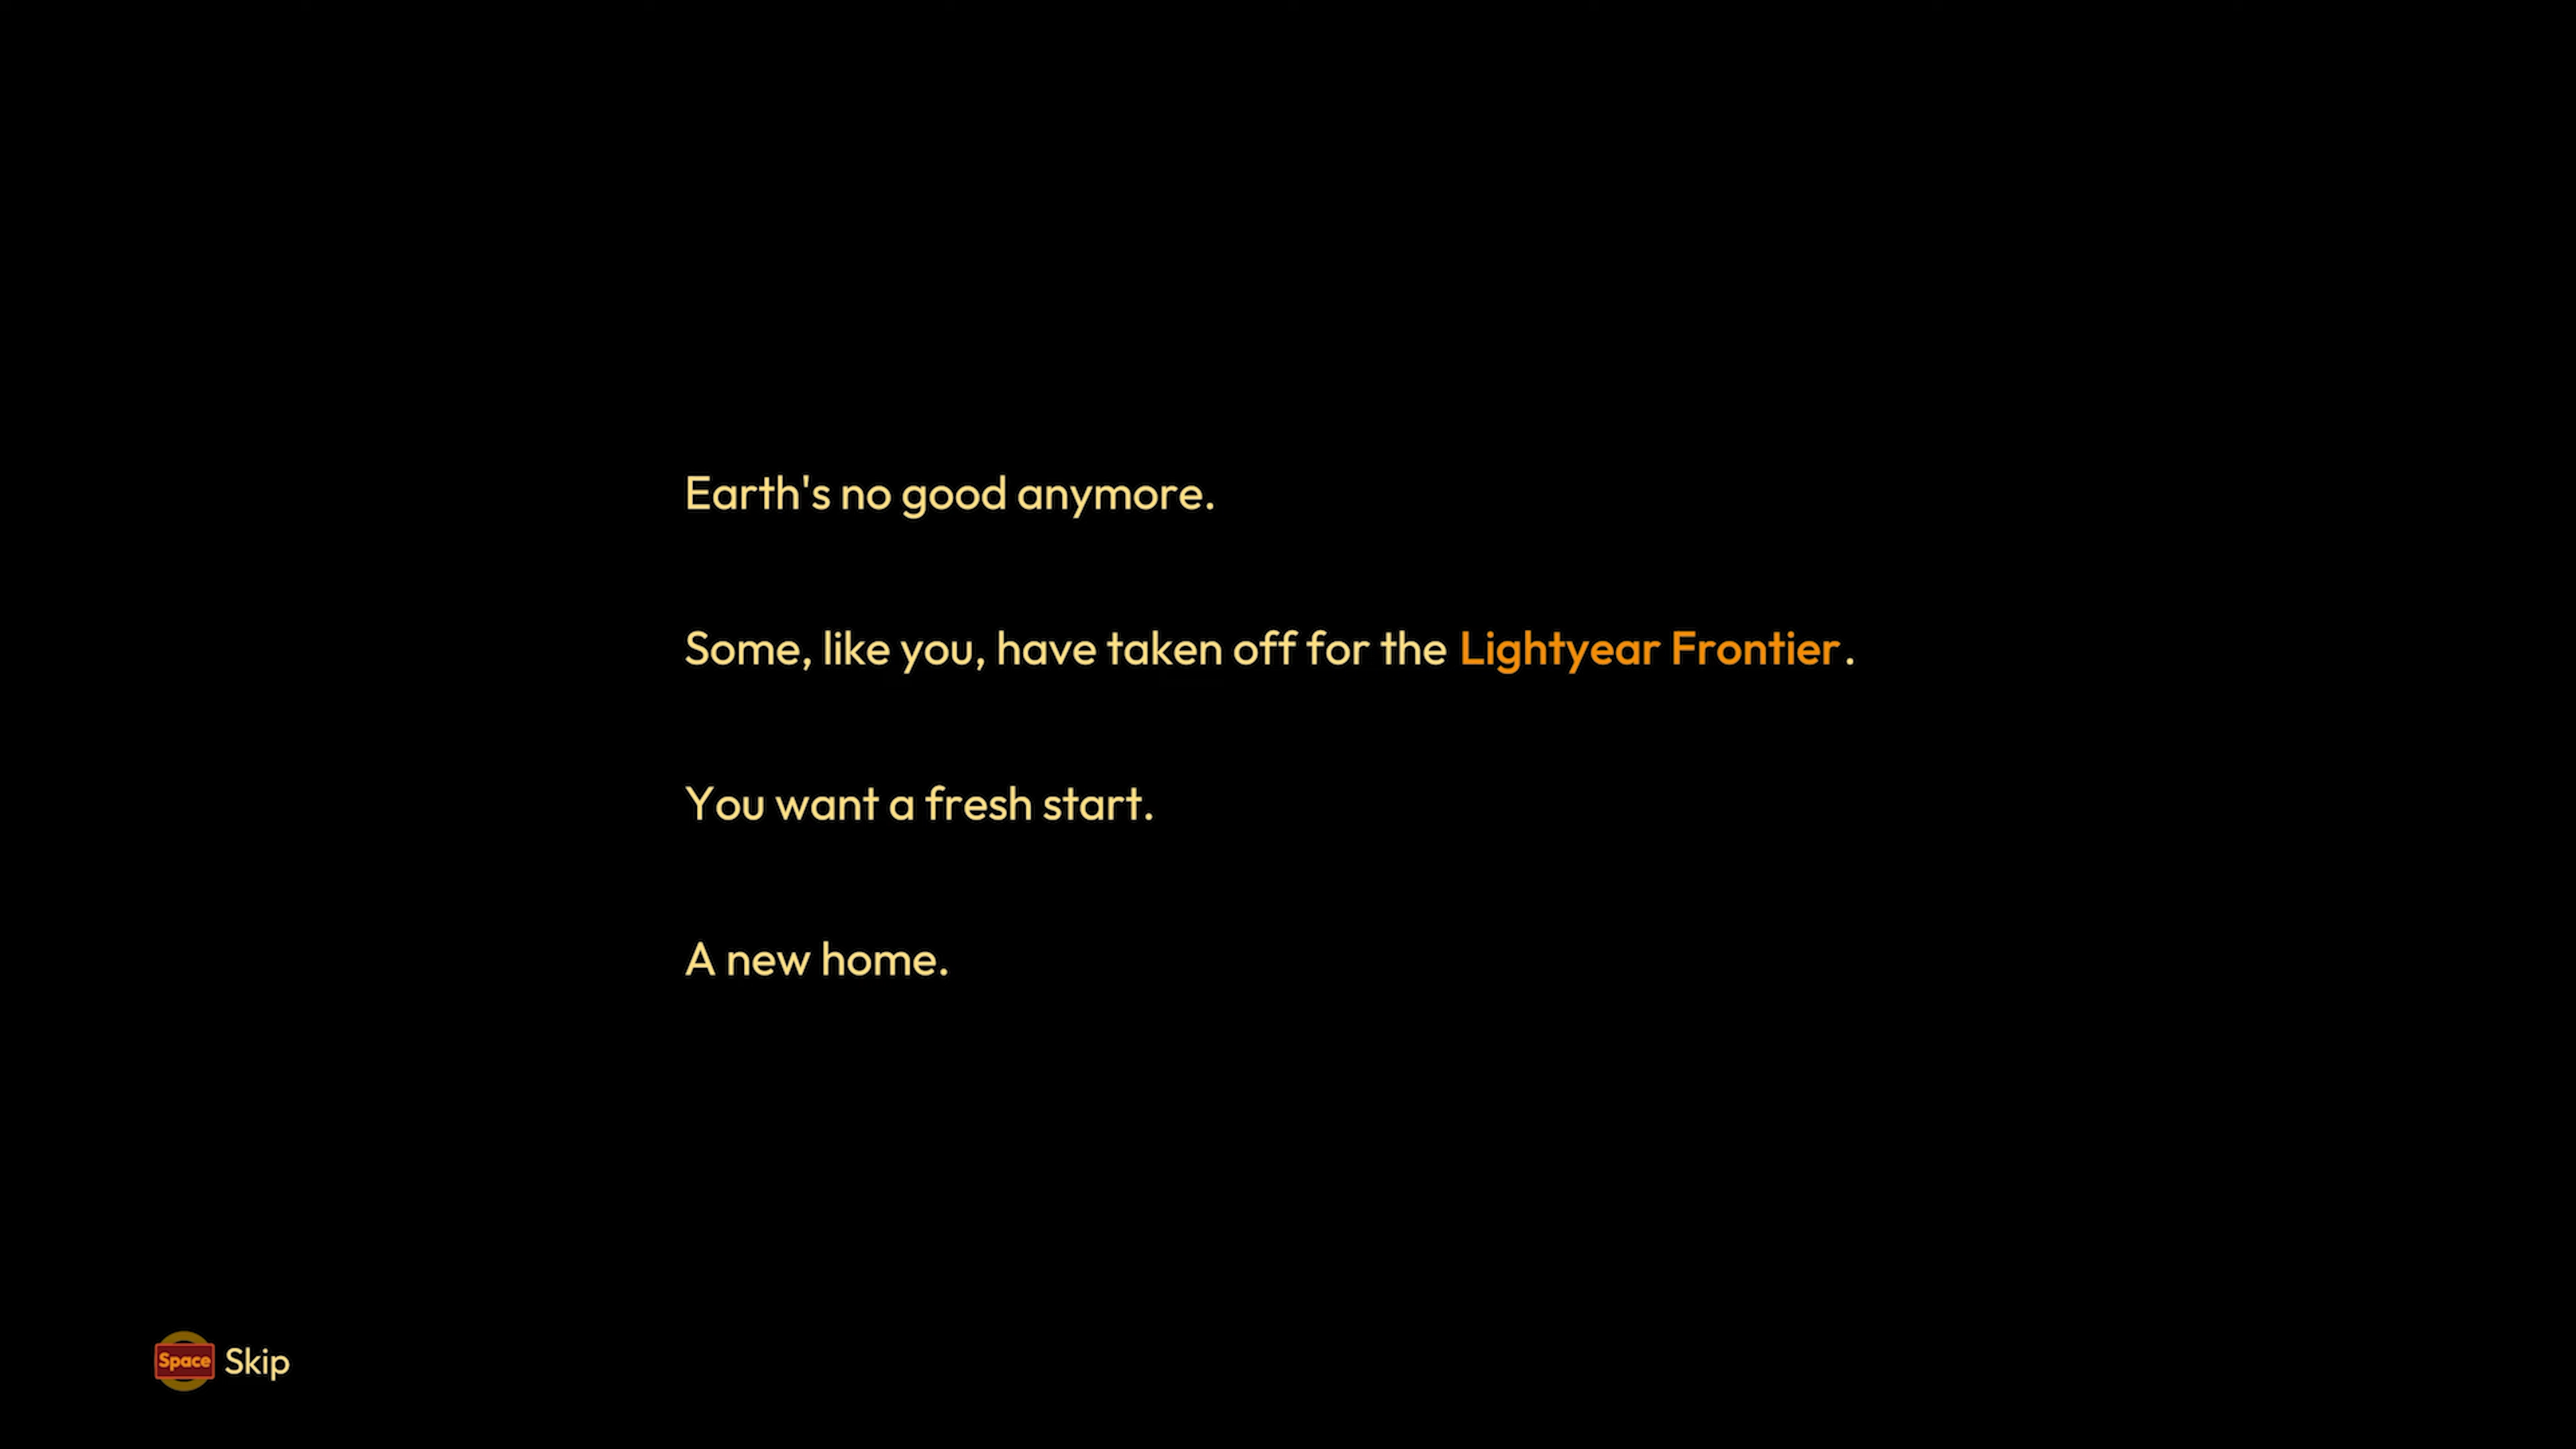 Earth's no good anymore.
Some, like you, have taken off for the Lightyear Frontier.
You want a fresh start.
A new home.
Space Skip